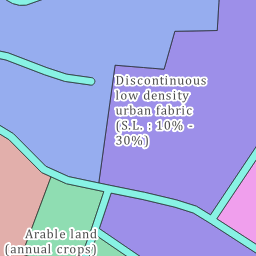 Discontinuous
low density
urban fabric
(S.L. : 10% -
30%)
Arable land
(annual crops)